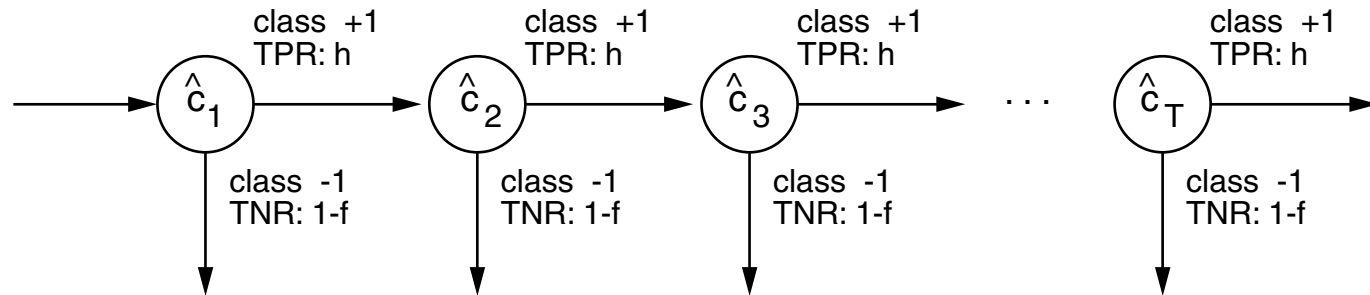 class +1
TPR: h
class +1
TPR: h
class +1
TPR: h
class +1
TPR: h
ĉ1
ĉ2
ĉ3
. . .
ĉT
class -1
TNR: 1-f
class -1
TNR: 1-f
class -1
TNR: 1-f
class -1
TNR: 1-f